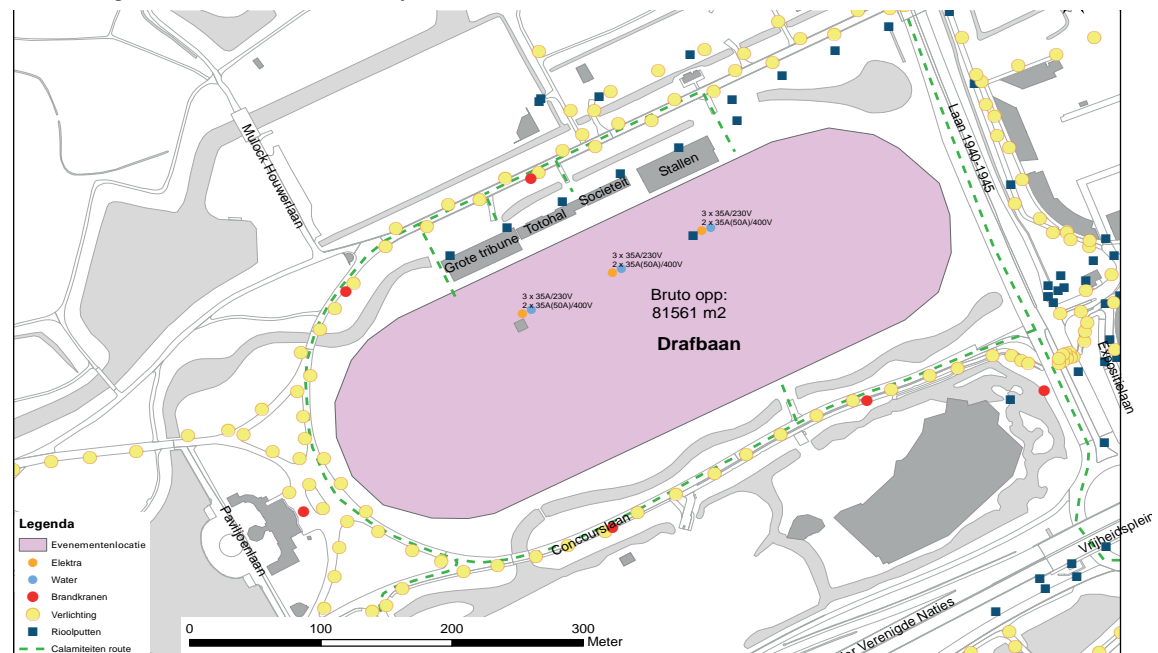 Mulock Houwerlaan
Laan 1940-1945
Stallen
Societeit
Totohal
Grote tribune
3 x 35A/230V
2 x 35A(50A)/400V
3 x 35A/230V
2 x 35A(50A)/400V
3 x 35A/230V
2 x 35A(50A)/400V
Bruto opp:
81561 m2
Drafbaan
Expositielaan
Paviljoenlaan
Concourslaan
Vrijheidsplein
Verenigde Naties
Legenda
Evenementenlocatie
Elektra
Water
Brandkranen
Verlichting
Rioolputten
Calamiteiten route
0 100 200 300
Meter